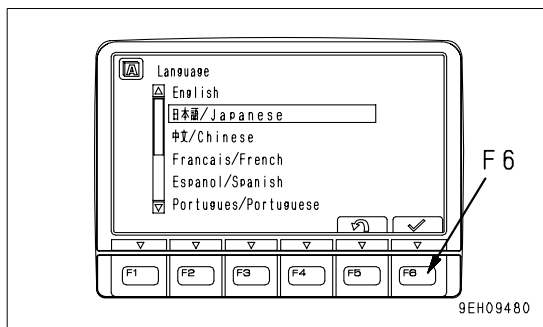 A
Language
English
日本語/Japanese
中文/Chinese
Francais/French
Espanol/Spanish
Portugues/Portuguese
F6
F1 F2 F3 F4 F5 F6
9EH09480